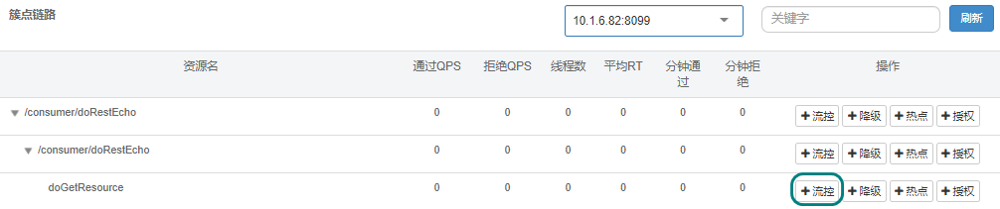 簇点链路 10.1.6.82:8099 关键字 刷新
资源名 通过QPS 拒绝QPS 线程数 平均RT 分钟通过 分钟拒绝 操作
/consumer/doRestEcho 0 0 0 0 0 0 +流控 +降级 +热点 +授权
/consumer/doRestEcho 0 0 0 0 0 0 +流控 +降级 +热点 +授权
doGetResource 0 0 0 0 0 0 +流控 +降级 +热点 +授权